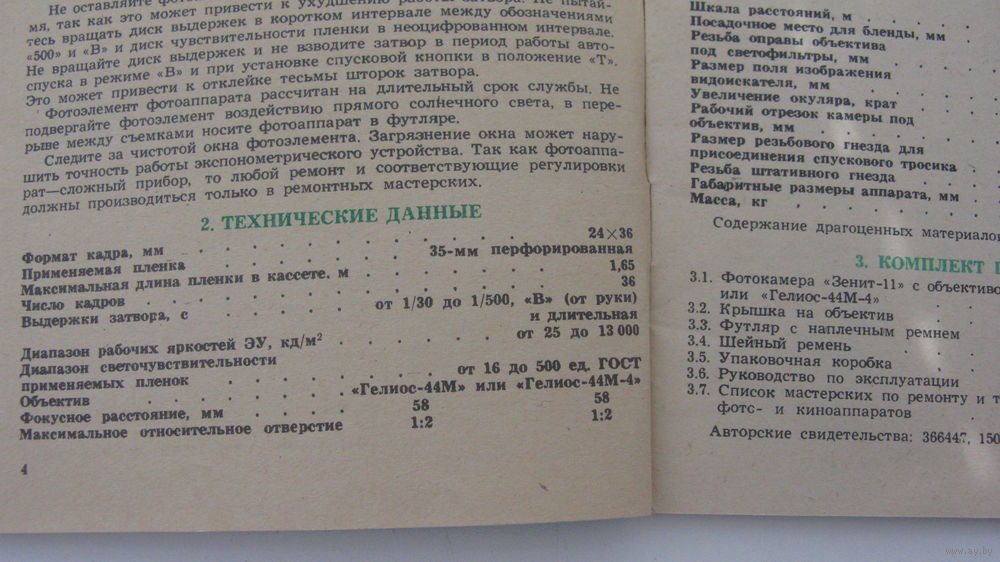 Не оставляйте
мя, так как это может привести к ухудшению работы затвора. Не пытай-
тесь вращать диск выдержек в коротком интервале между обозначениями
«500» и «В» и диск чувствительности пленки в неоцифрованном интервале.
Не вращайте диск выдержек и не взводите затвор в период работы авто-
спуска в режиме «В» и при установке спусковой кнопки в положение «Т».
Это может привести к отклейке тесьмы шторок затвора.
Фотоэлемент фотоаппарата рассчитан на длительный срок службы. Не
подвергайте фотоэлемент воздействию прямого солнечного света, в пере-
рыве между съемками носите фотоаппарат в футляре.
Следите за чистотой окна фотоэлемента. Загрязнение окна может нару-
шить точность работы экспонометрического устройства. Так как фотоаппа-
рат—сложный прибор, то любой ремонт и соответствующие регулировки
должны производиться только в ремонтных мастерских.
2. ТЕХНИЧЕСКИЕ ДАННЫЕ
Формат кадра, мм . . . . . . . . . . 24×36
Применяемая пленка . . . . . . 35-мм перфорированная
Максимальная длина пленки в кассете. м . . . . . . 1,65
Число кадров . . . . . . . . . . . 36
Выдержки затвора, с . . . . . от 1/30 до 1/500, «В» (от руки)
и длительная
Диапазон рабочих яркостей ЭУ, кд/м² . . . . . от 25 до 13 000
Диапазон светочувствительности
применяемых пленок . . . . . . . от 16 до 500 ед. ГОСТ
Объектив . . . . . . . «Гелиос-44М» или «Гелиос-44М-4»
Фокусное расстояние, мм . . . . 58 58
Максимальное относительное отверстие 1:2 1:2
4
Шкала расстояний, м . . . .
Посадочное место для бленды, мм .
Резьба оправы объектива
под светофильтры, мм . . . .
Размер поля изображения
видоискателя, мм . . . .
Увеличение окуляра, крат . . .
Рабочий отрезок камеры под
объектив, мм . . . . .
Размер резьбового гнезда для
присоединения спускового тросика .
Резьба штативного гнезда . . .
Габаритные размеры аппарата, мм .
Масса, кг . . . . .
Содержание драгоценных
3. КОМПЛЕКТ
3.1. Фотокамера «Зенит-11» с
или «Гелиос-44М-4»
3.2. Крышка на объектив . .
3.3. Футляр с наплечным ремнем .
3.4. Шейный ремень . .
3.5. Упаковочная коробка . .
3.6. Руководство по эксплуатации .
3.7. Список мастерских по ремонту и
фото- и киноаппаратов .
Авторские свидетельства: 366447,
www.ay.by